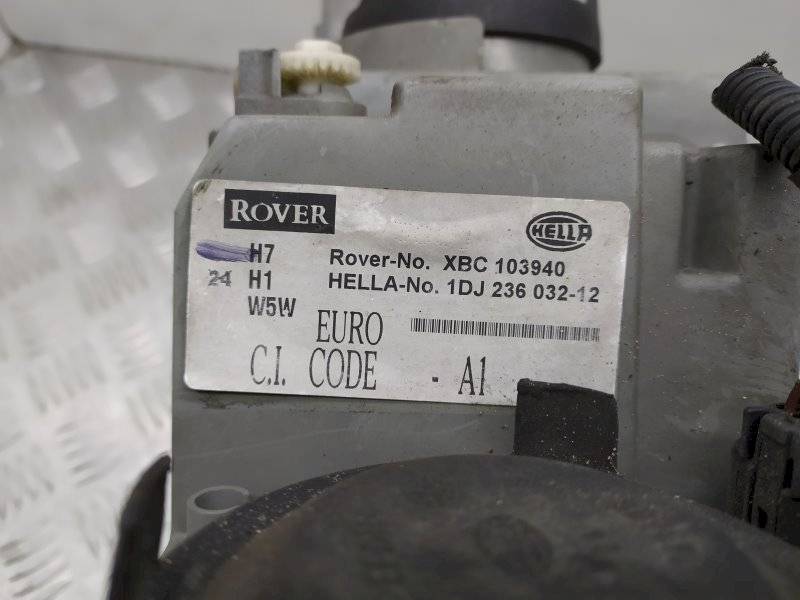 ROVER
HELLA
H7 Rover-No. XBC 103940
24 H1 HELLA-No. 1DJ 236 032-12
W5W
EURO
C.I. CODE - A1